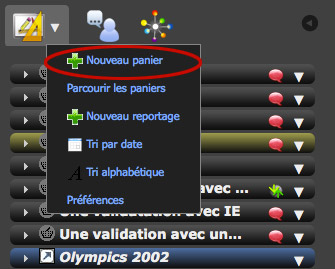 Nouveau panier
Parcourir les paniers
Nouveau reportage
Tri par date
A Tri alphabétique
Préférences
avec ...
Une validatation avec IE
Une validation avec un...
Olympics 2002